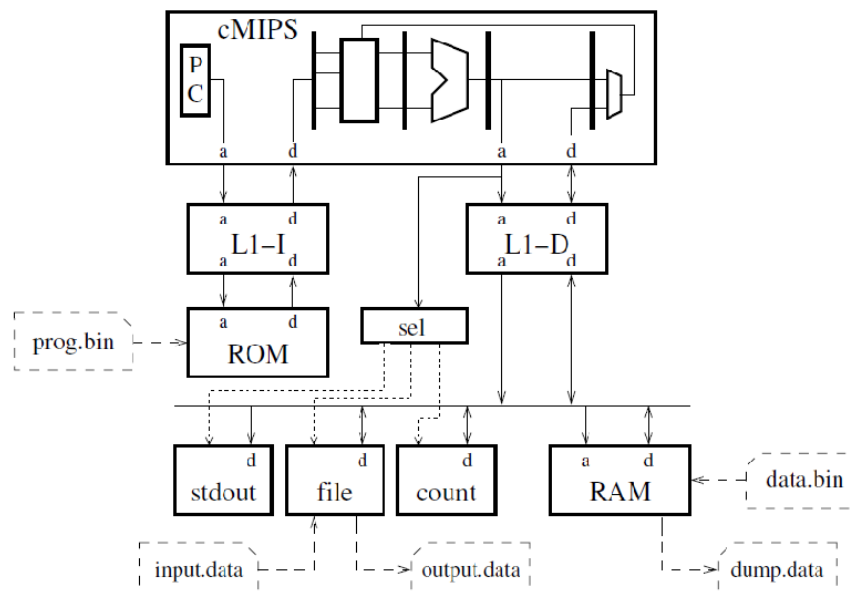 cMIPS
P
C
a d a d
a d a d
L1-I L1-D
a d a d
a d
sel
prog.bin
ROM
d d d a d
stdout file count RAM
data.bin
input.data output.data dump.data